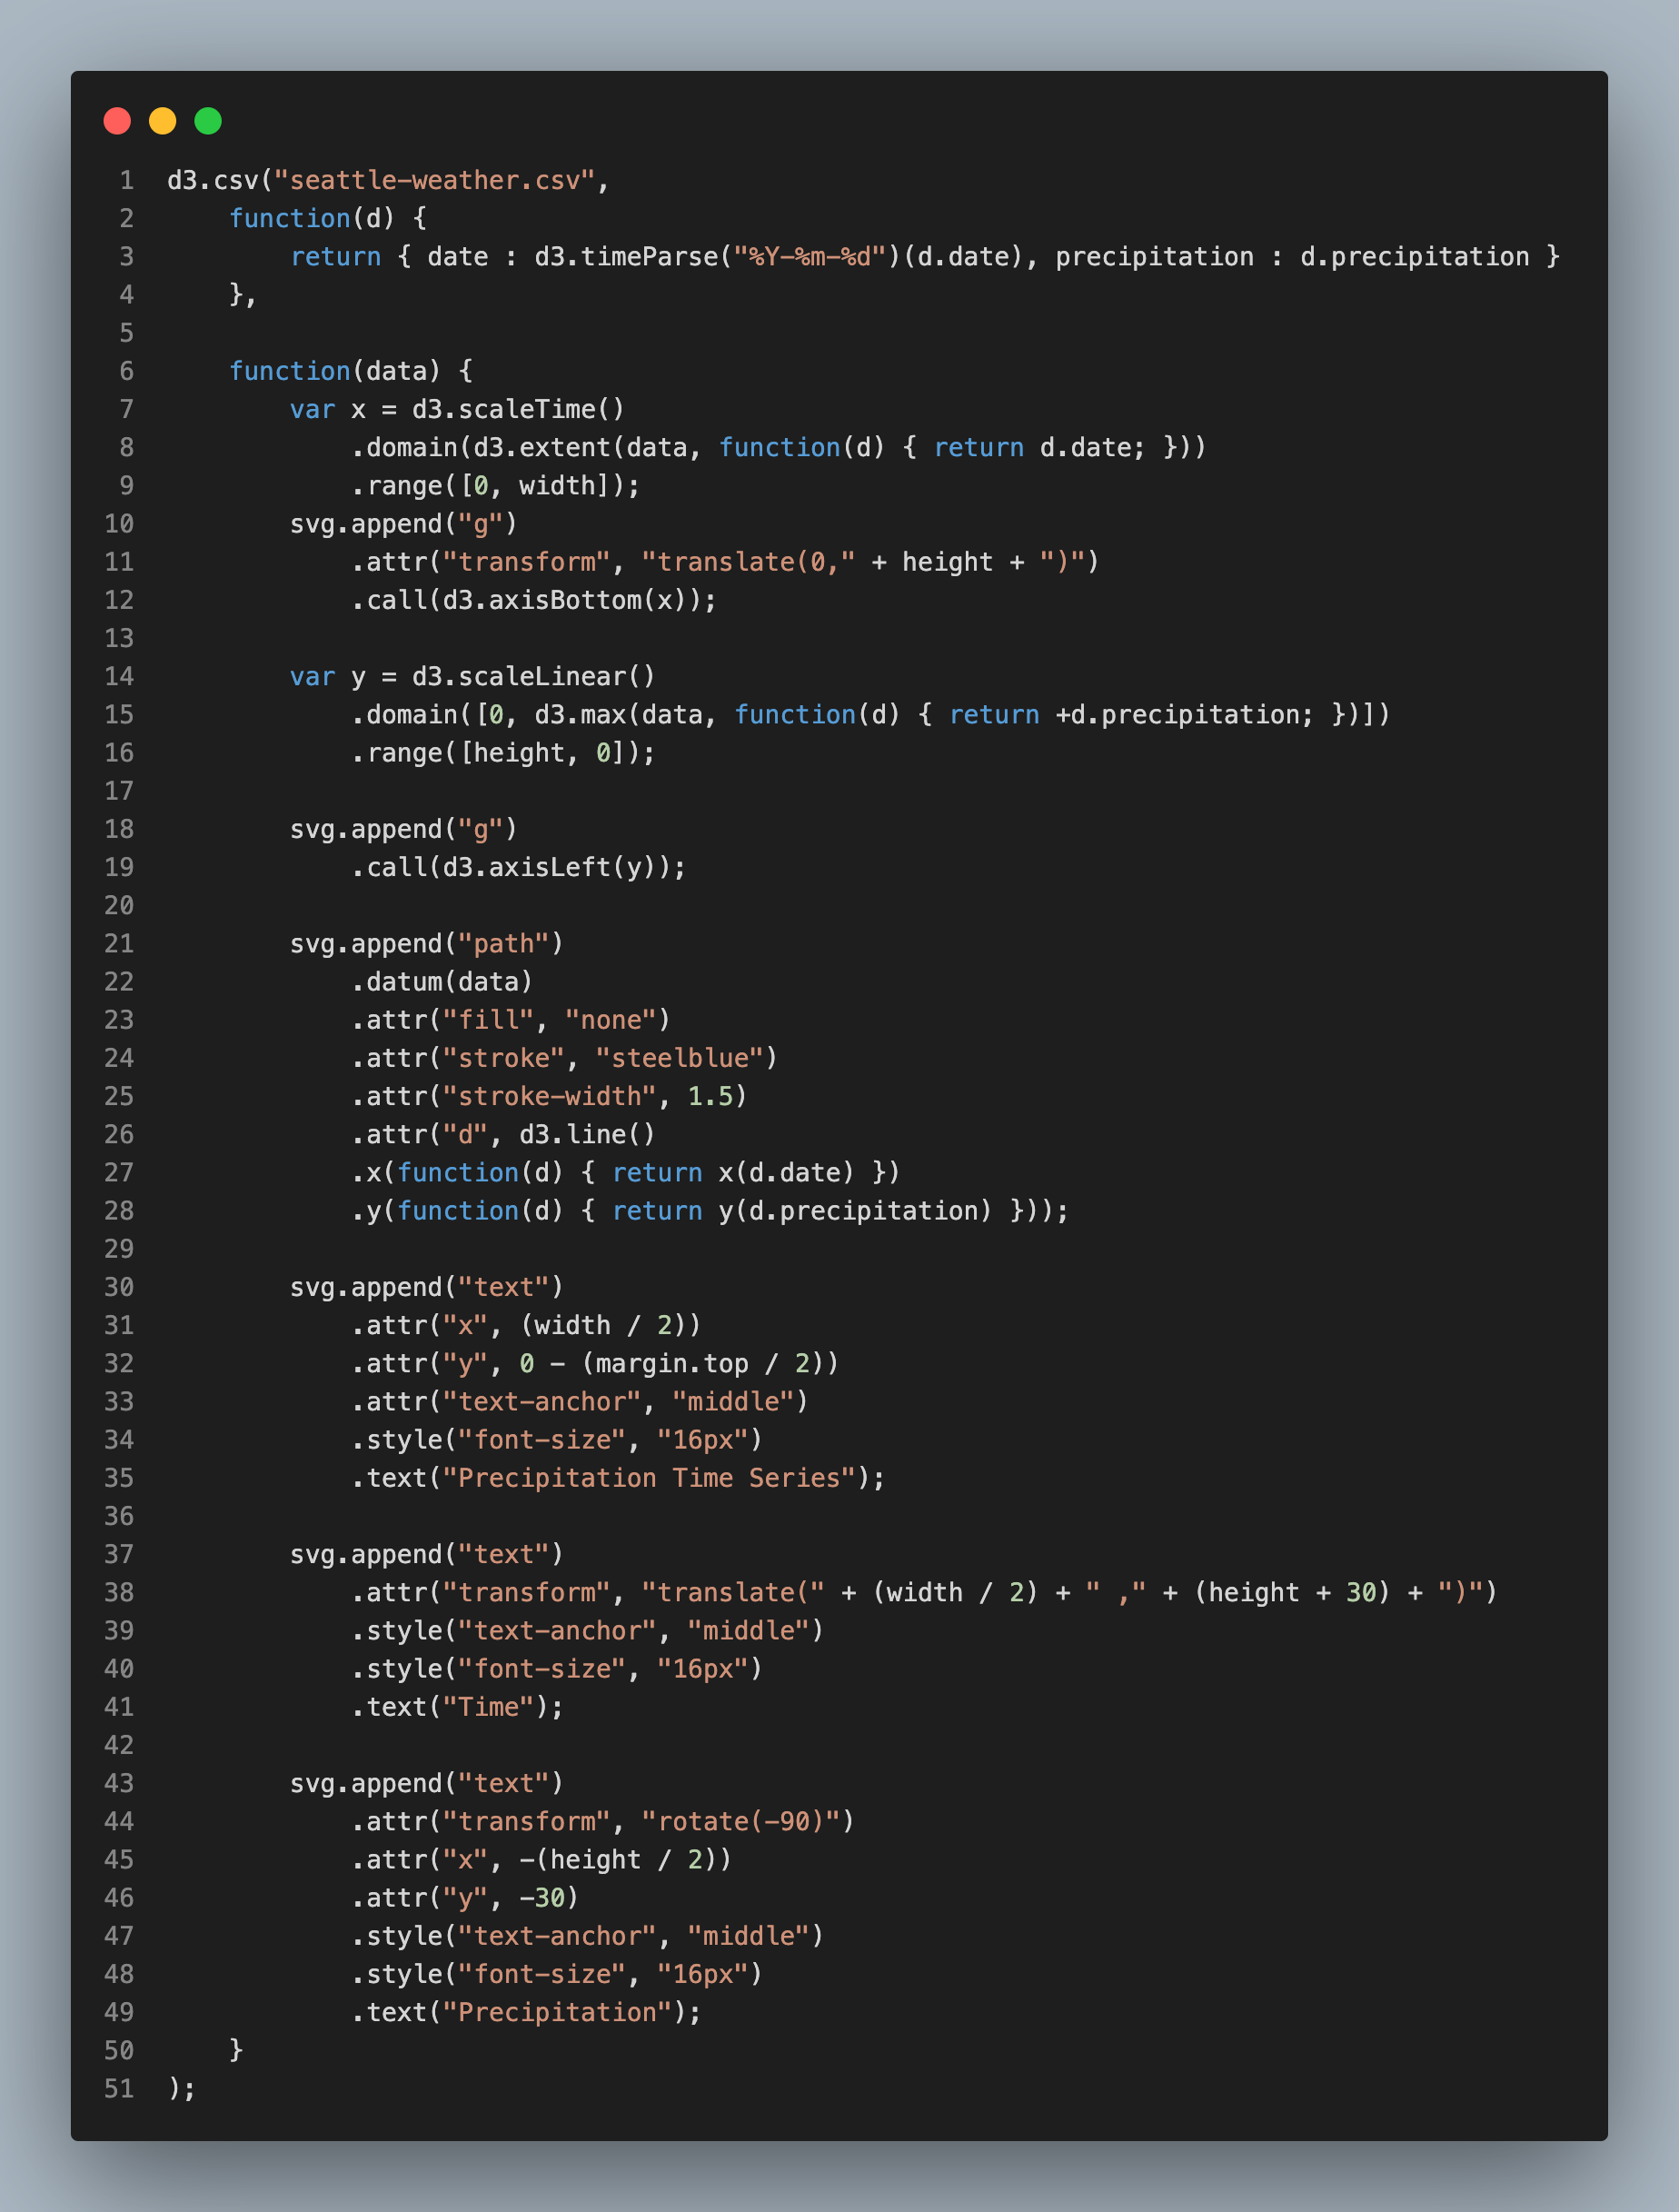 1 d3.csv("seattle-weather.csv",
2     function(d) {
3         return { date : d3.timeParse("%Y-%m-%d")(d.date), precipitation : d.precipitation }
4     },
5
6     function(data) {
7         var x = d3.scaleTime()
8             .domain(d3.extent(data, function(d) { return d.date; }))
9             .range([0, width]);
10         svg.append("g")
11             .attr("transform", "translate(0," + height + ")")
12             .call(d3.axisBottom(x));
13
14         var y = d3.scaleLinear()
15             .domain([0, d3.max(data, function(d) { return +d.precipitation; })])
16             .range([height, 0]);
17
18         svg.append("g")
19             .call(d3.axisLeft(y));
20
21         svg.append("path")
22             .datum(data)
23             .attr("fill", "none")
24             .attr("stroke", "steelblue")
25             .attr("stroke-width", 1.5)
26             .attr("d", d3.line()
27             .x(function(d) { return x(d.date) })
28             .y(function(d) { return y(d.precipitation) }));
29
30         svg.append("text")
31             .attr("x", (width / 2))
32             .attr("y", 0 - (margin.top / 2))
33             .attr("text-anchor", "middle")
34             .style("font-size", "16px")
35             .text("Precipitation Time Series");
36
37         svg.append("text")
38             .attr("transform", "translate(" + (width / 2) + " ," + (height + 30) + ")")
39             .style("text-anchor", "middle")
40             .style("font-size", "16px")
41             .text("Time");
42
43         svg.append("text")
44             .attr("transform", "rotate(-90)")
45             .attr("x", -(height / 2))
46             .attr("y", -30)
47             .style("text-anchor", "middle")
48             .style("font-size", "16px")
49             .text("Precipitation");
50     }
51 );